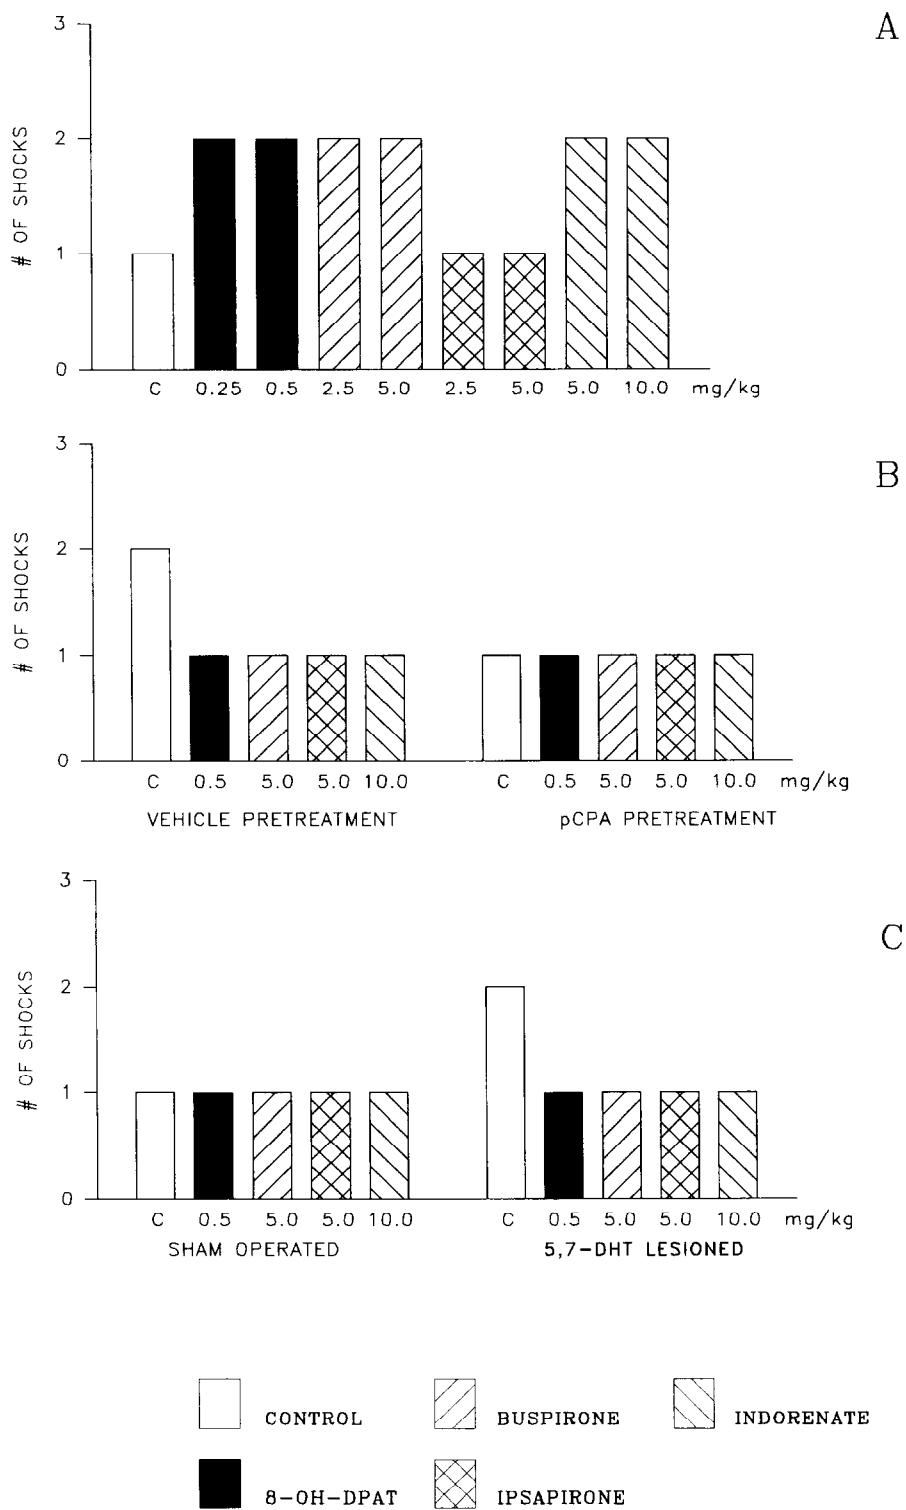 A
3
2
1
0
# OF SHOCKS
C 0.25 0.5 2.5 5.0 2.5 5.0 5.0 10.0 mg/kg
B
3
2
1
0
# OF SHOCKS
C 0.5 5.0 5.0 10.0 C 0.5 5.0 5.0 10.0 mg/kg
VEHICLE PRETREATMENT pCPA PRETREATMENT
C
3
2
1
0
# OF SHOCKS
C 0.5 5.0 5.0 10.0 C 0.5 5.0 5.0 10.0 mg/kg
SHAM OPERATED 5,7-DHT LESIONED
CONTROL BUSPIRONE INDORENATE
8-OH-DPAT IPSAPIRONE